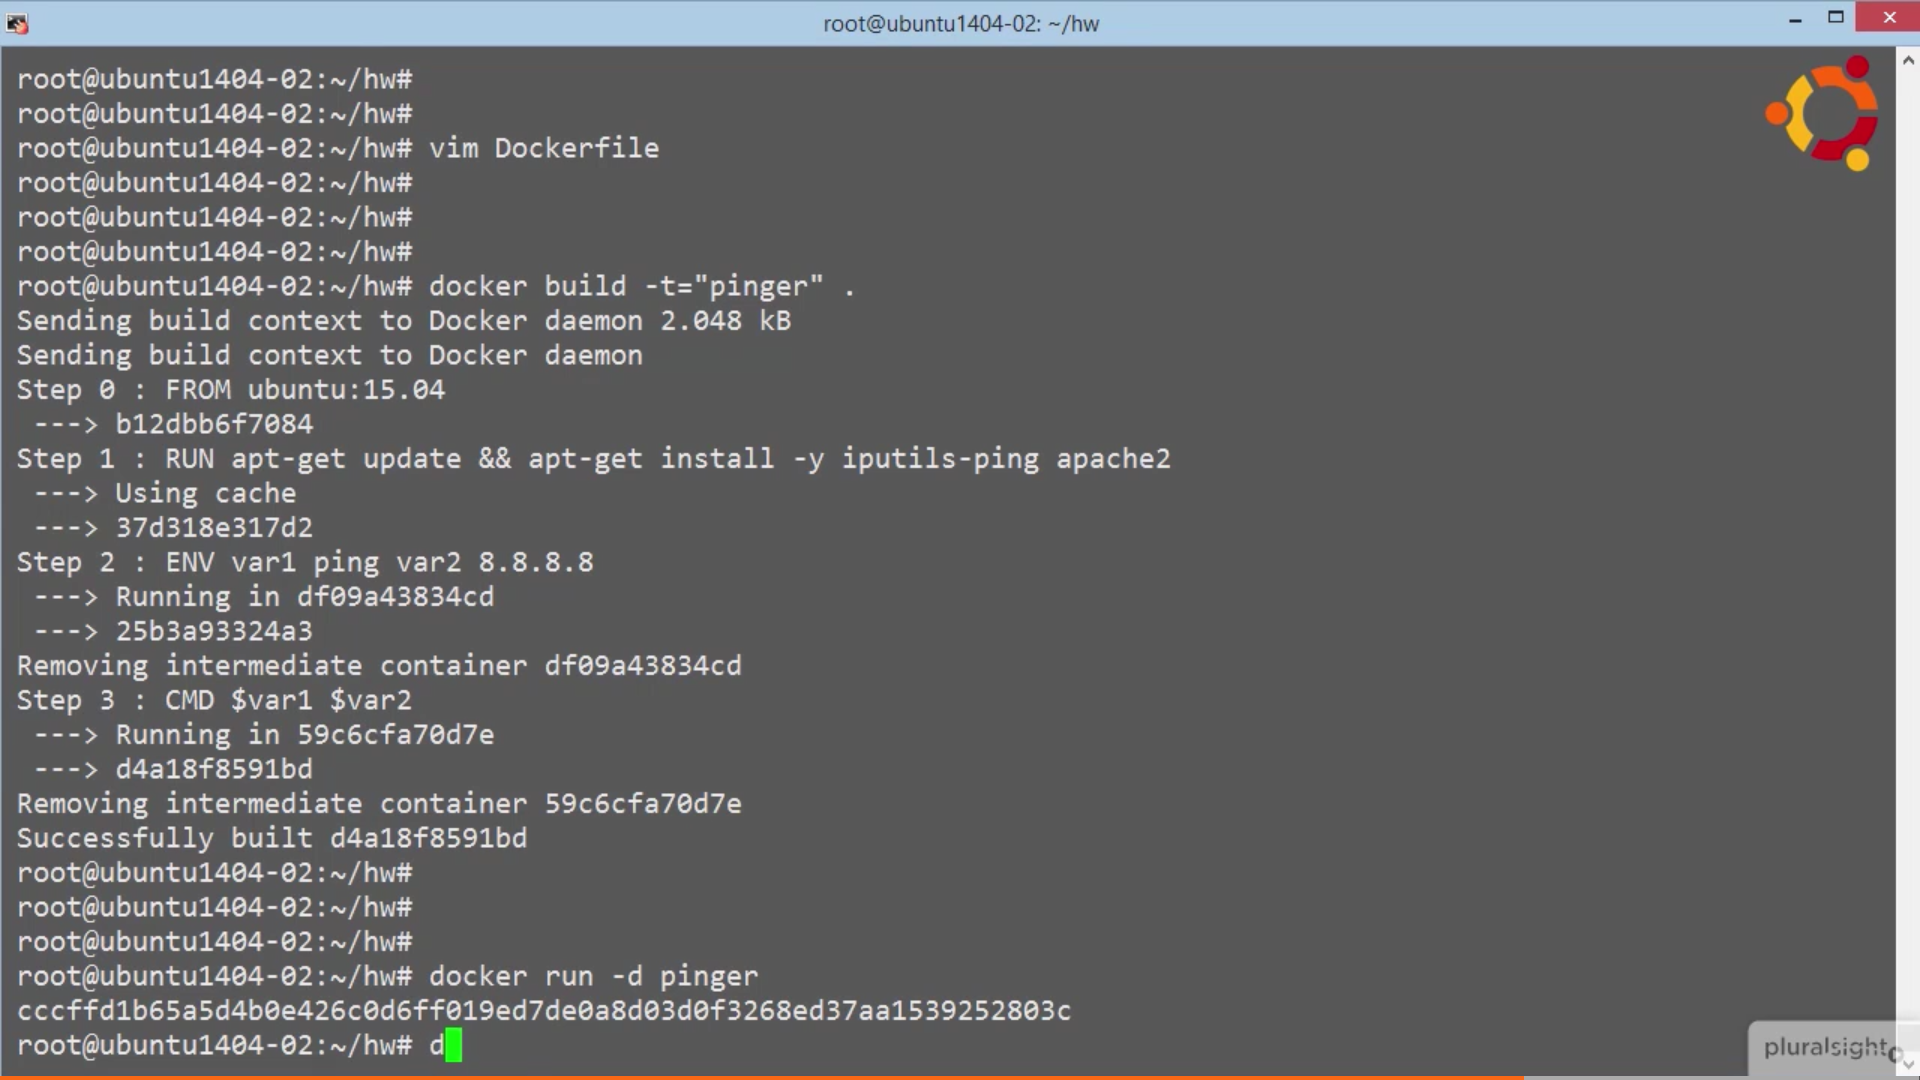 root@ubuntu1404-02: ~/hw
root@ubuntu1404-02:~/hw#
root@ubuntu1404-02:~/hw#
root@ubuntu1404-02:~/hw# vim Dockerfile
root@ubuntu1404-02:~/hw#
root@ubuntu1404-02:~/hw#
root@ubuntu1404-02:~/hw#
root@ubuntu1404-02:~/hw# docker build -t="pinger" .
Sending build context to Docker daemon 2.048 kB
Sending build context to Docker daemon
Step 0 : FROM ubuntu:15.04
 ---> b12dbb6f7084
Step 1 : RUN apt-get update && apt-get install -y iputils-ping apache2
 ---> Using cache
 ---> 37d318e317d2
Step 2 : ENV var1 ping var2 8.8.8.8
 ---> Running in df09a43834cd
 ---> 25b3a93324a3
Removing intermediate container df09a43834cd
Step 3 : CMD $var1 $var2
 ---> Running in 59c6cfa70d7e
 ---> d4a18f8591bd
Removing intermediate container 59c6cfa70d7e
Successfully built d4a18f8591bd
root@ubuntu1404-02:~/hw#
root@ubuntu1404-02:~/hw#
root@ubuntu1404-02:~/hw#
root@ubuntu1404-02:~/hw# docker run -d pinger
cccffd1b65a5d4b0e426c0d6ff019ed7de0a8d03d0f3268ed37aa1539252803c
root@ubuntu1404-02:~/hw# d
pluralsight